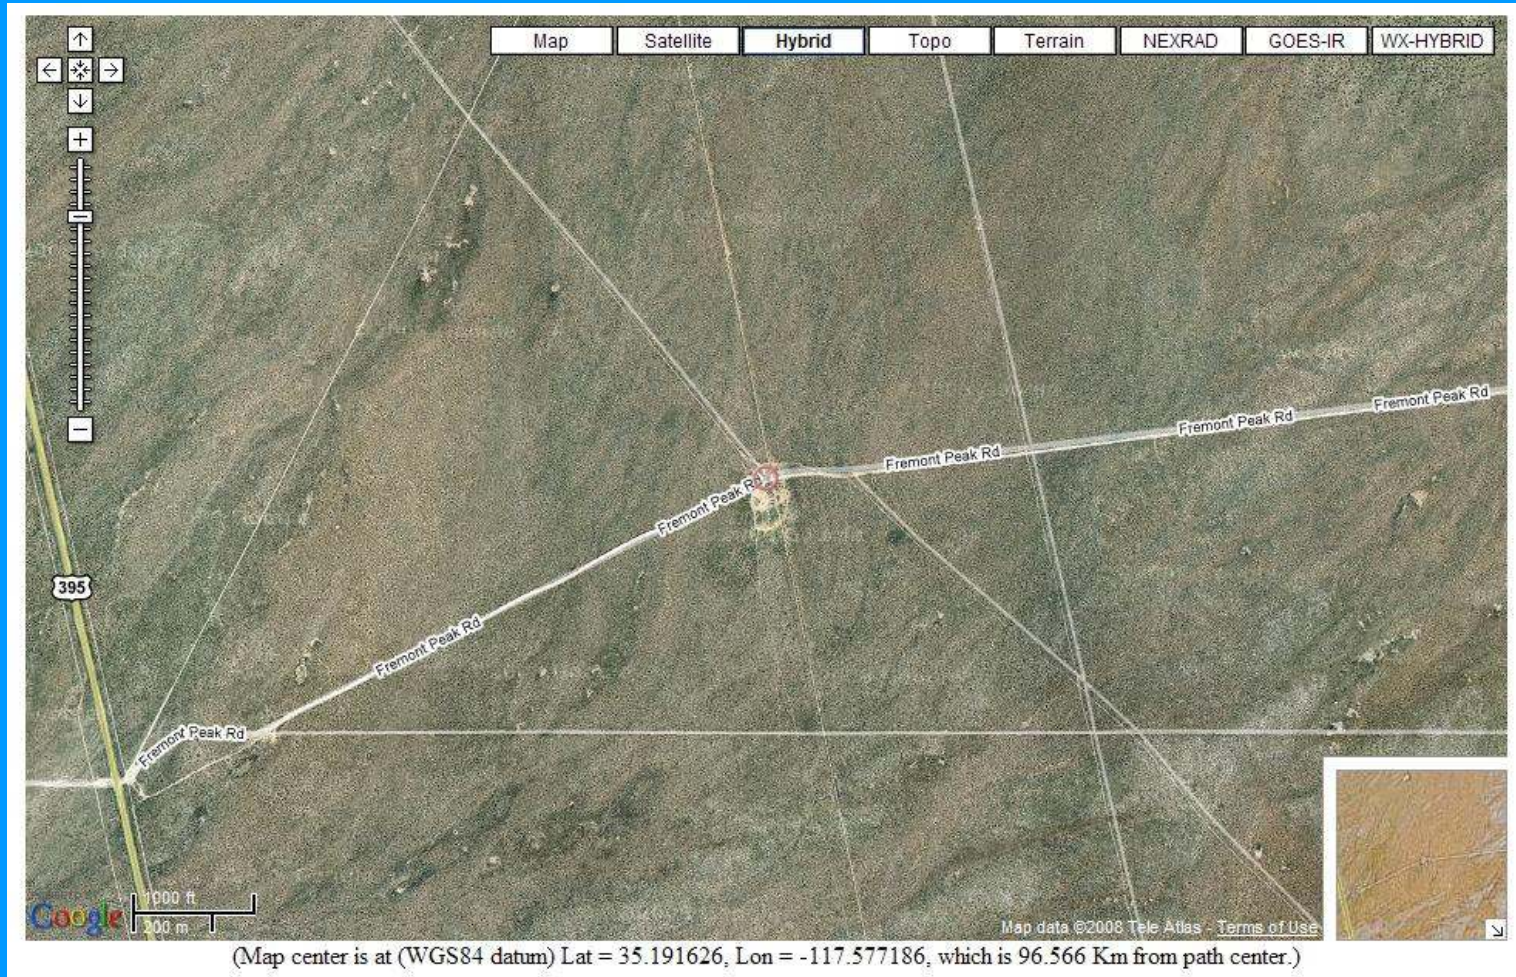 Map Satellite Hybrid Topo Terrain NEXRAD GOES-IR WX-HYBRID
Fremont Peak Rd
Fremont Peak Rd
Fremont Peak Rd
Fremont Peak Rd
395
Fremont Peak Rd
Fremont Peak Rd
1000 ft
200 m
Google
Map data ©2008 Tele Atlas - Terms of Use
(Map center is at (WGS84 datum) Lat = 35.191626, Lon = -117.577186, which is 96.566 Km from path center.)